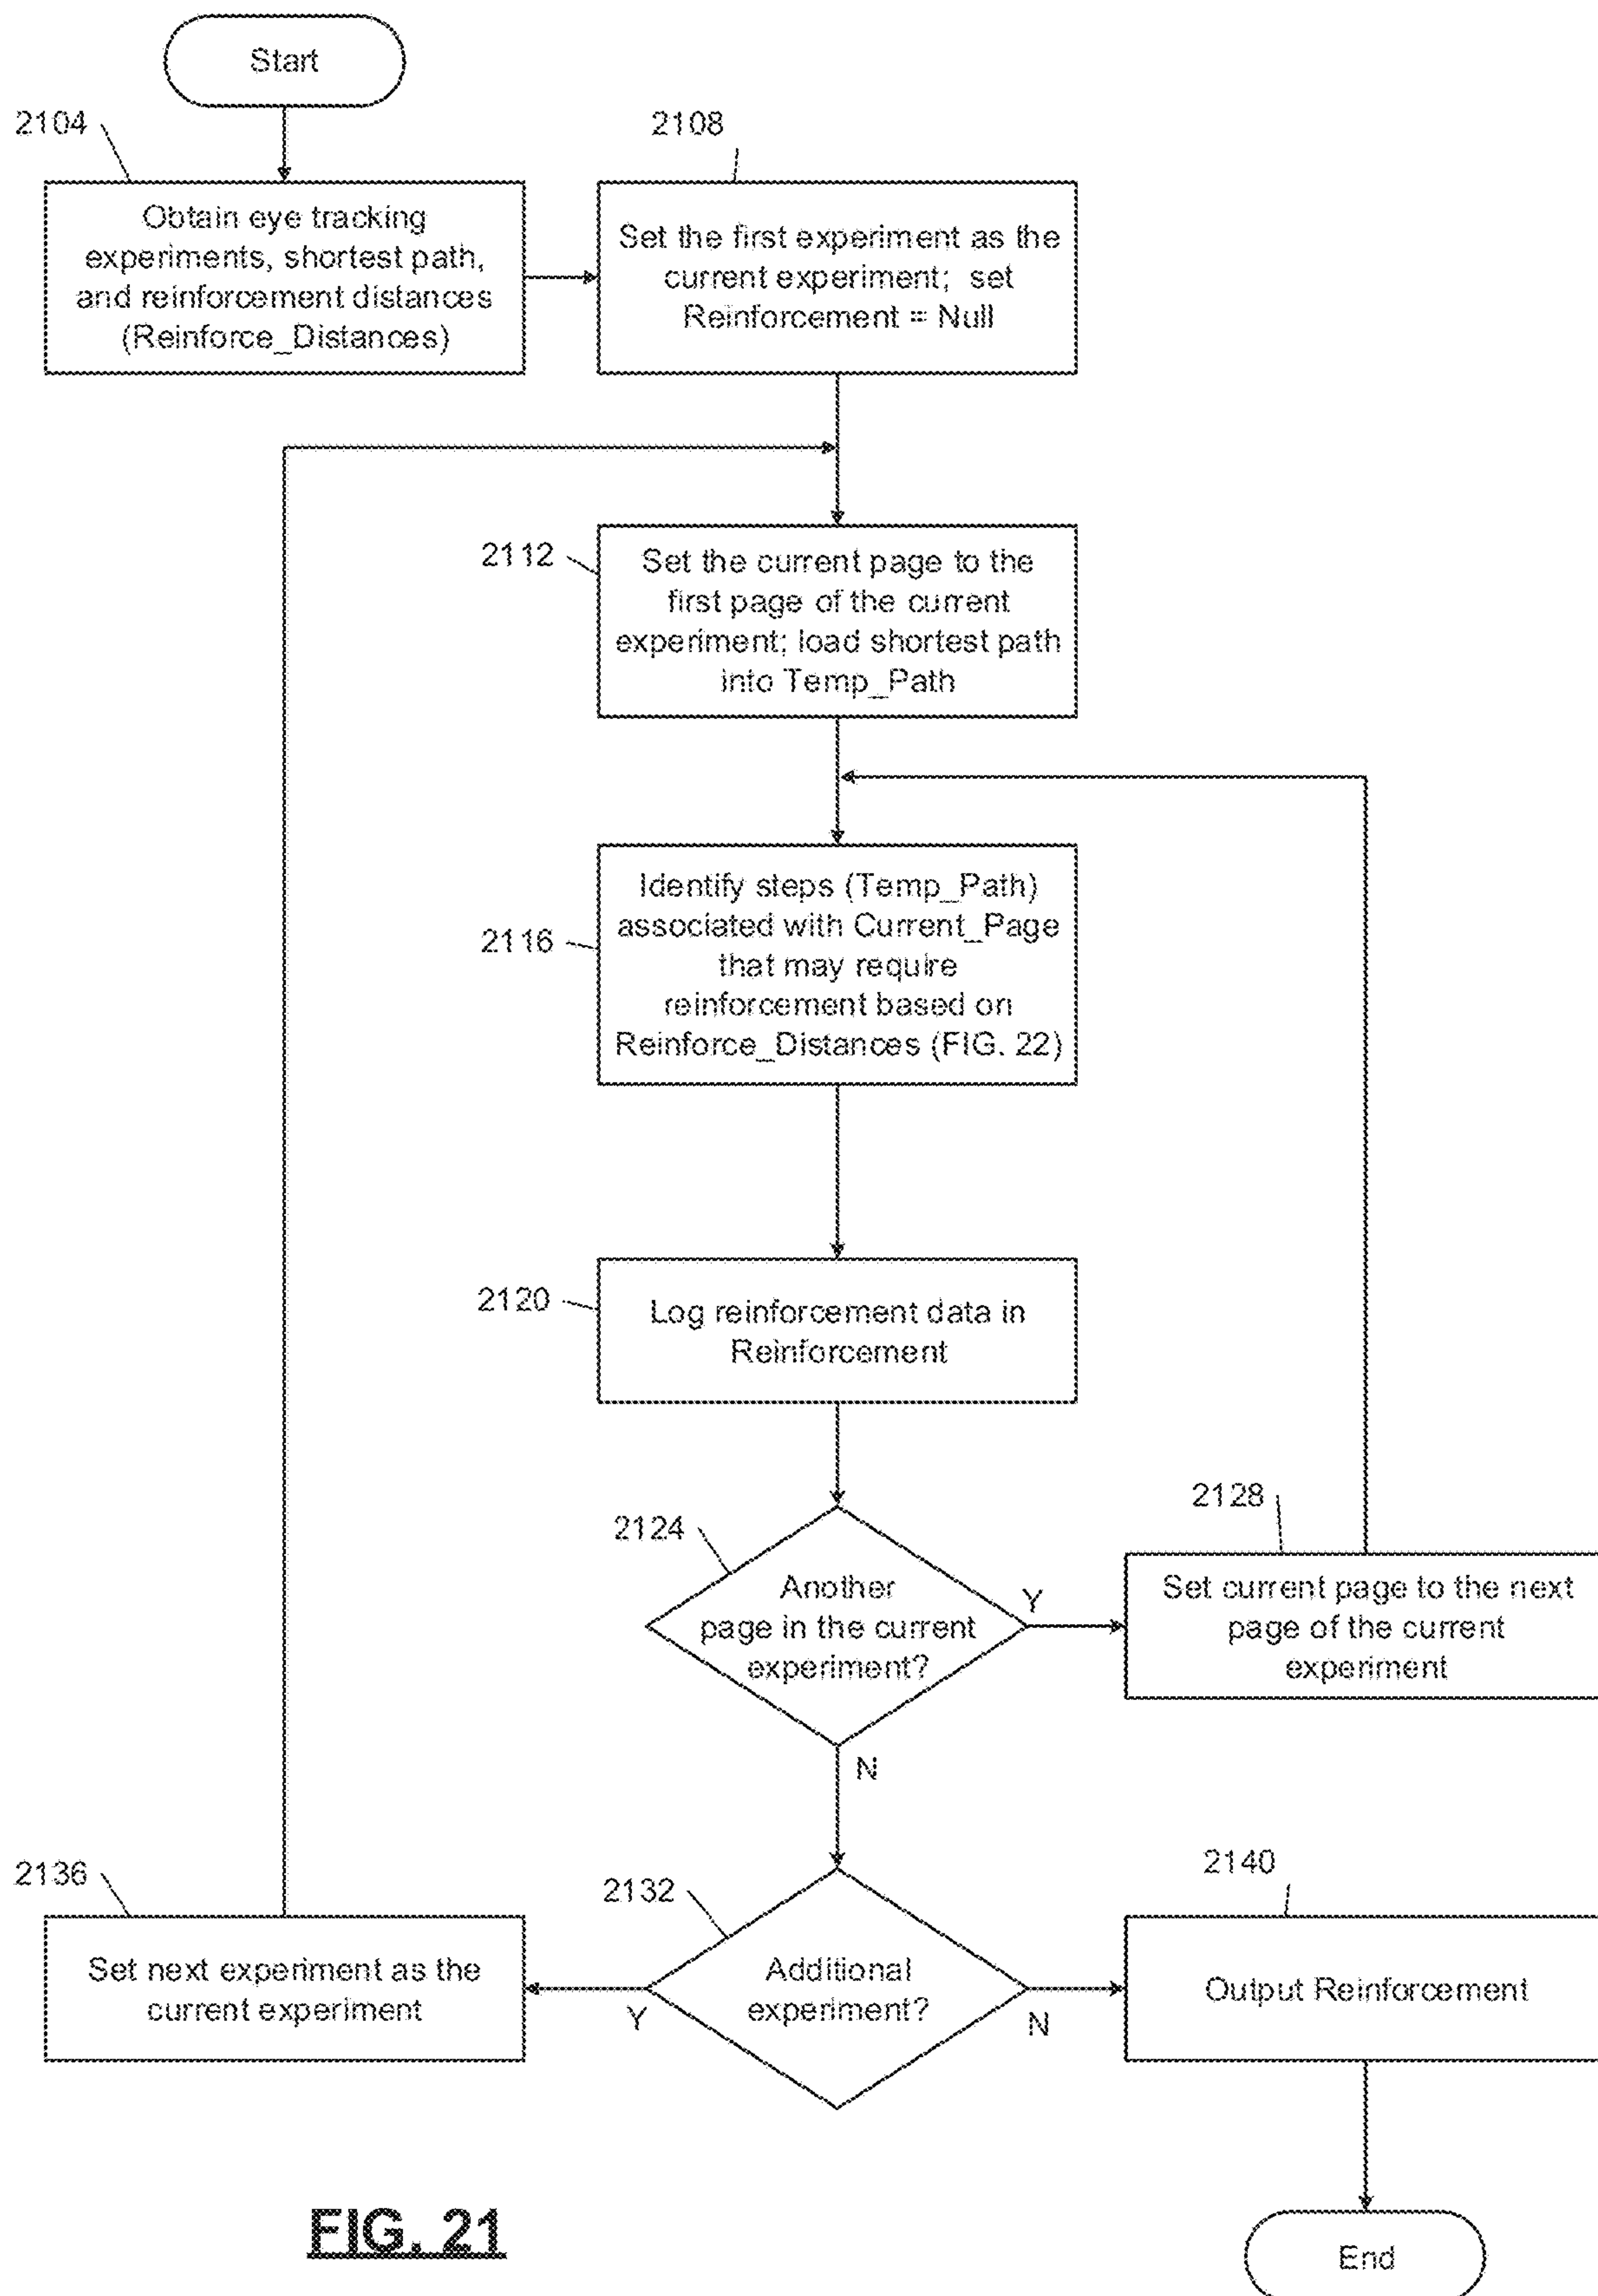 Start
2104
2108
Obtain eye tracking
experiments, shortest path,
and reinforcement distances
(Reinforce_Distances)
Set the first experiment as the
current experiment; set
Reinforcement = Null
2112
Set the current page to the
first page of the current
experiment; load shortest path
into Temp_Path
2116
Identify steps (Temp_Path)
associated with Current_Page
that may require
reinforcement based on
Reinforce_Distances (FIG. 22)
2120
Log reinforcement data in
Reinforcement
2124
Another
page in the current
experiment?
Y
N
2128
Set current page to the next
page of the current
experiment
2132
Additional
experiment?
Y
N
2136
Set next experiment as the
current experiment
2140
Output Reinforcement
End
FIG. 21